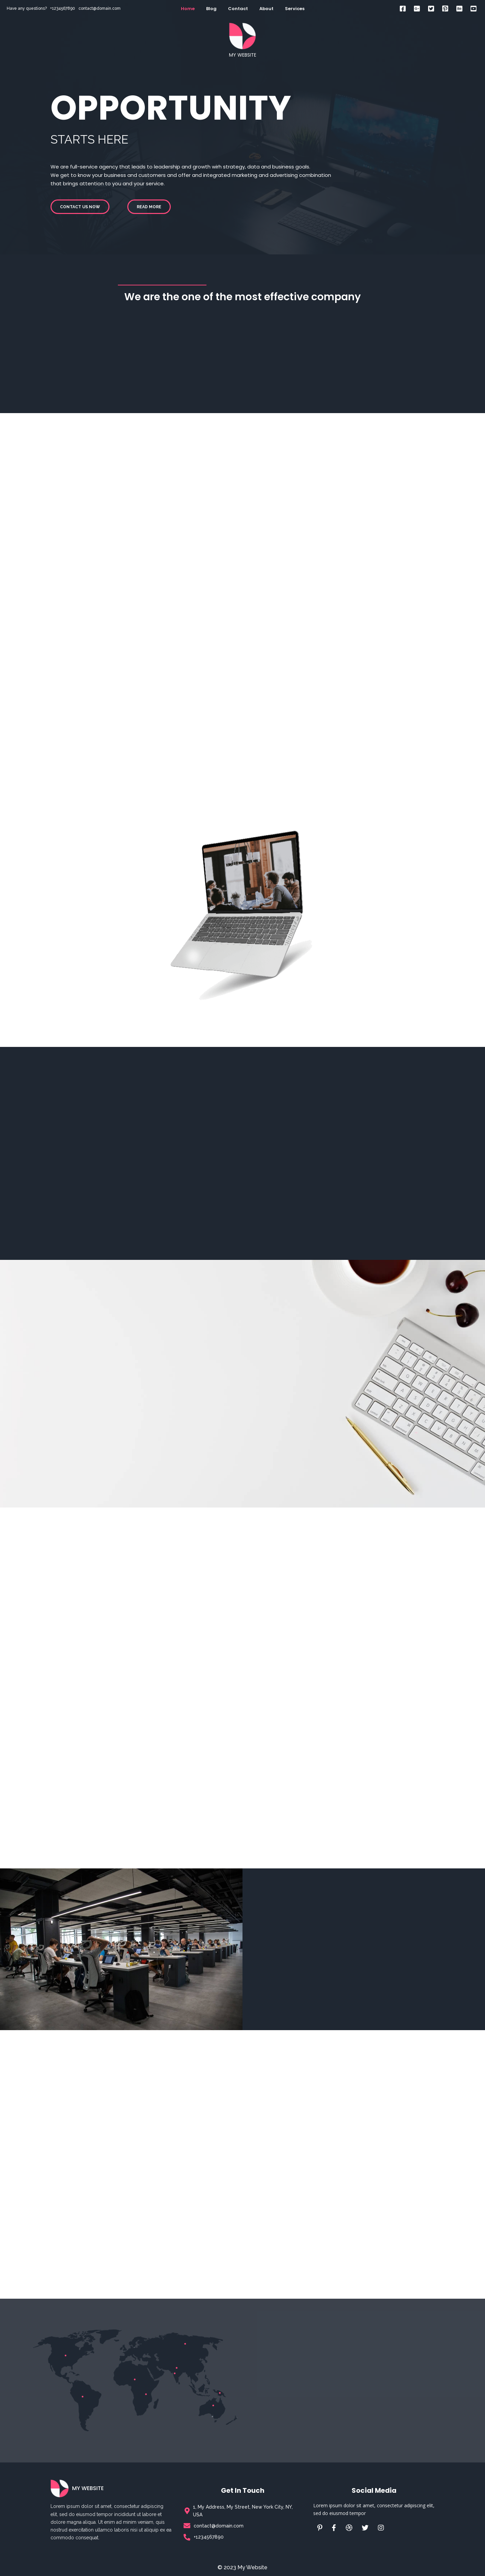 Have any questions? +1234567890 contact@domain.com
Home Blog Contact About Services
MY WEBSITE
OPPORTUNITY
STARTS HERE
We are full-service agency that leads to leadership and growth wirh strategy, data and business goals.
We get to know your business and customers and offer and integrated marketing and advertising combination
that brings attention to you and your service.
CONTACT US NOW READ MORE
We are the one of the most effective company
MY WEBSITE
Lorem ipsum dolor sit amet, consectetur adipiscing
elit, sed do eiusmod tempor incididunt ut labore et
dolore magna aliqua. Ut enim ad minim veniam, quis
nostrud exercitation ullamco laboris nisi ut aliquip ex ea
commodo consequat.
Get In Touch
1, My Address, My Street, New York City, NY,
USA
contact@domain.com
+1234567890
Social Media
Lorem ipsum dolor sit amet, consectetur adipiscing elit,
sed do eiusmod tempor
© 2023 My Website